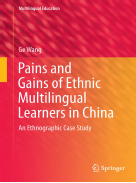 Multilingual Education
Ge Wang
Pains and
Gains of Ethnic
Multilingual
Learners in China
An Ethnographic Case Study
Springer